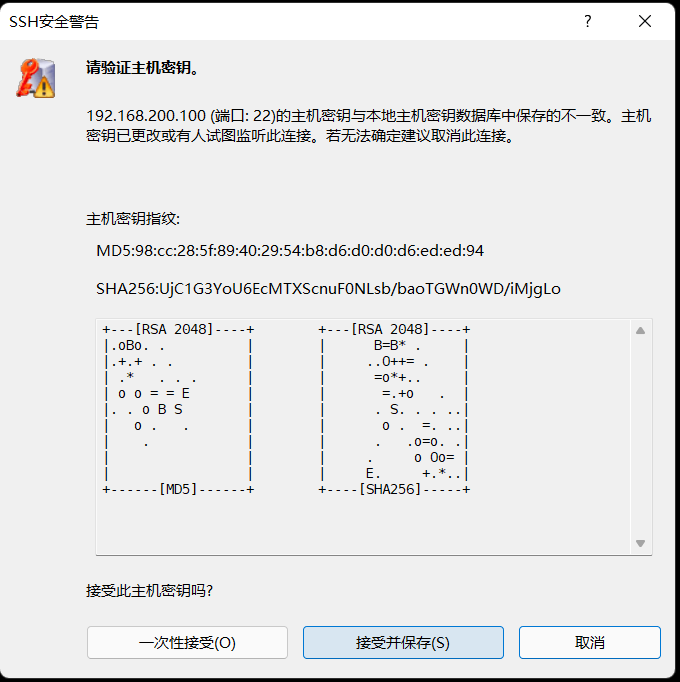 SSH安全警告
?
请验证主机密钥。
192.168.200.100 (端口: 22)的主机密钥与本地主机密钥数据库中保存的不一致。主机
密钥已更改或有人试图监听此连接。若无法确定建议取消此连接。
主机密钥指纹:
MD5:98:cc:28:5f:89:40:29:54:b8:d6:d0:d0:d6:ed:ed:94
SHA256:UjC1G3YoU6EcMTXScnuF0NLsb/baoTGWn0WD/iMjgLo
+---[RSA 2048]----+        +---[RSA 2048]----+
|.oBo. .          |        |      B=B* .     |
|.+.+ . .         |        |     ..O++= .    |
| .*   . . .      |        |      =o*+..     |
| o o = = E       |        |       =.+o   .  |
|. . o B S        |        |      . S. . . ..|
|   o .   .       |        |       o .  =. ..|
|    .            |        |      .   .o=o. .|
|                 |        |     .     o Oo= |
|                 |        |     E.     +.*..|
+------[MD5]------+        +----[SHA256]-----+
接受此主机密钥吗?
一次性接受(O) 接受并保存(S) 取消